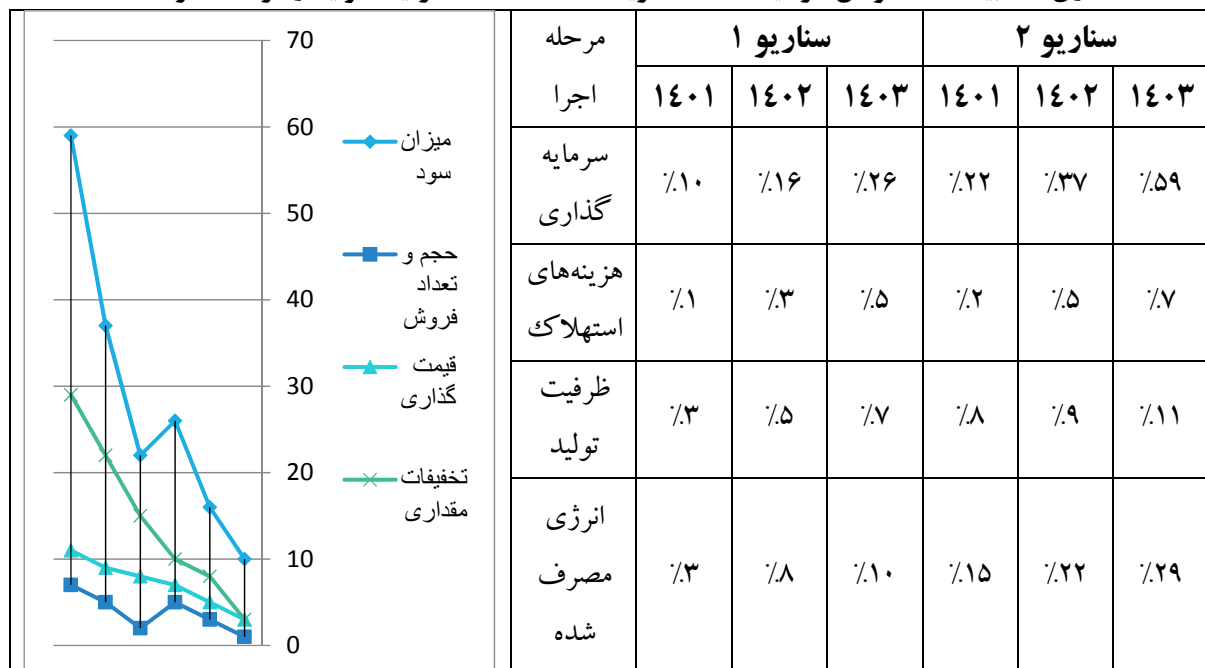 70
60
50
40
30
20
10
0
میزان
سود
حجم و
تعداد
فروش
قیمت
گذاری
تخفیفات
مقداری
مرحله
اجرا
سناریو ۱
سناریو ۲
۱۴۰۱ ۱۴۰۲ ۱۴۰۳ ۱۴۰۱ ۱۴۰۲ ۱۴۰۳
سرمایه
گذاری
٪۱۰ ٪۱۶ ٪۲۶ ٪۲۲ ٪۳۷ ٪۵۹
هزینه‌های
استهلاک
٪۱ ٪۳ ٪۵ ٪۲ ٪۵ ٪۷
ظرفیت
تولید
٪۳ ٪۵ ٪۷ ٪۸ ٪۹ ٪۱۱
انرژی
مصرف
شده
٪۳ ٪۸ ٪۱۰ ٪۱۵ ٪۲۲ ٪۲۹